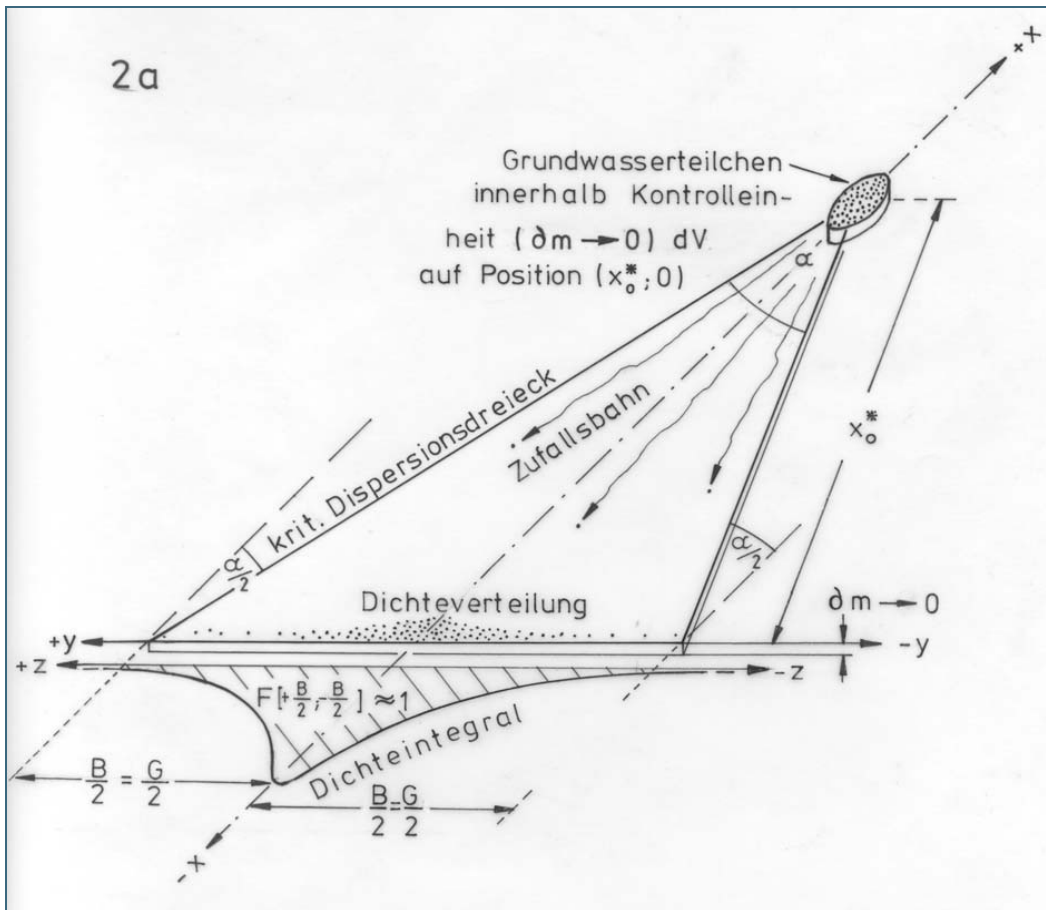 2a
+x
Grundwasserteilchen
innerhalb Kontrollein-
heit (∂m → 0) dV
auf Position (x₀*; 0)
α
x₀*
Zufallsbahn
krit. Dispersionsdreieck
α/2
α/2
Dichteverteilung
∂m → 0
+y
-y
+z
-z
F[+B/2;-B/2] ≈ 1
Dichteintegral
B/2 = G/2
B/2 = G/2
-x